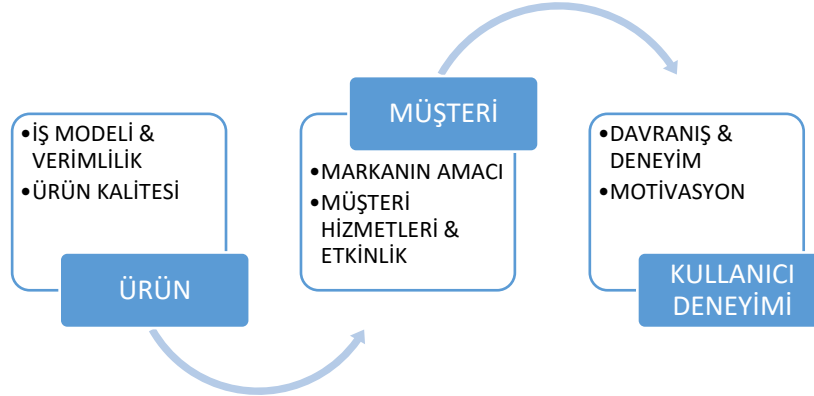 •İŞ MODELİ &
VERİMLİLİK
•ÜRÜN KALİTESİ
ÜRÜN
MÜŞTERİ
•MARKANIN AMACI
•MÜŞTERİ
HİZMETLERİ &
ETKİNLİK
•DAVRANIŞ &
DENEYİM
•MOTİVASYON
KULLANICI
DENEYİMİ